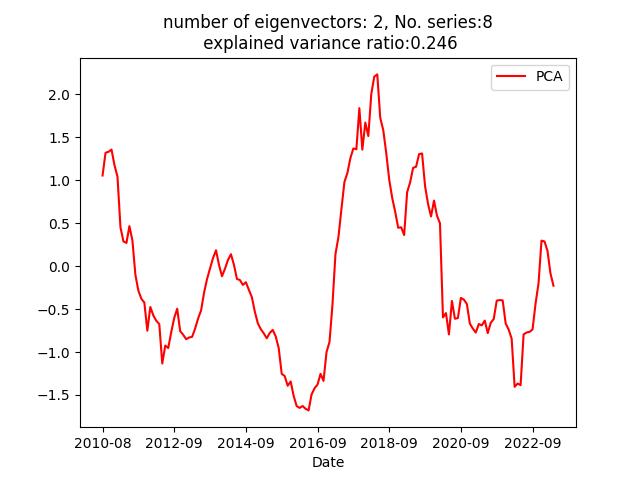 number of eigenvectors: 2, No. series:8
explained variance ratio:0.246
PCA
2.0
1.5
1.0
0.5
0.0
−0.5
−1.0
−1.5
2010-08 2012-09 2014-09 2016-09 2018-09 2020-09 2022-09
Date